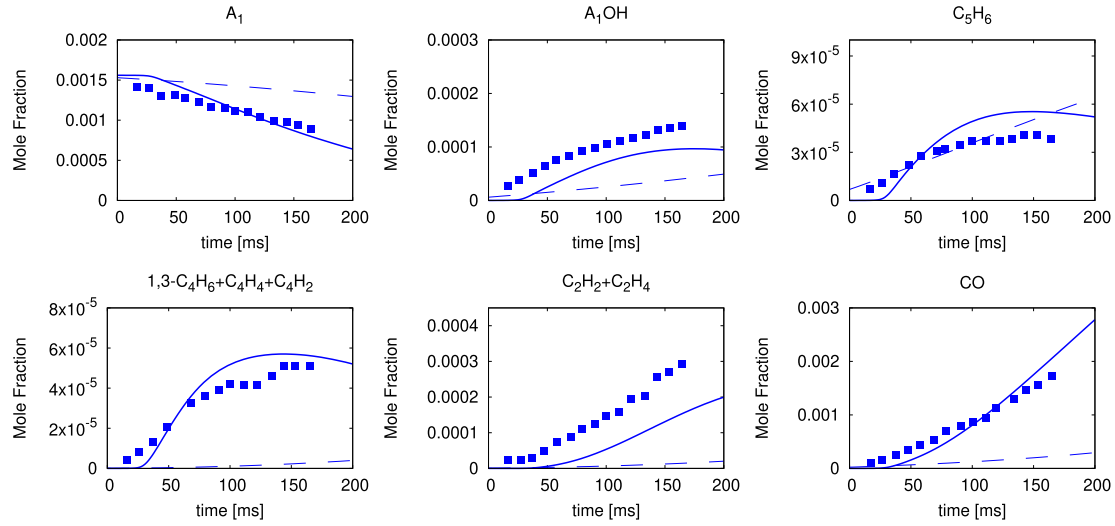 A1
Mole Fraction
0.002
0.0015
0.001
0.0005
0
0 50 100 150 200
time [ms]
A1OH
Mole Fraction
0.0003
0.0002
0.0001
0
0 50 100 150 200
time [ms]
C5H6
Mole Fraction
9x10-5
6x10-5
3x10-5
0
0 50 100 150 200
time [ms]
1,3-C4H6+C4H4+C4H2
Mole Fraction
8x10-5
6x10-5
4x10-5
2x10-5
0
0 50 100 150 200
time [ms]
C2H2+C2H4
Mole Fraction
0.0004
0.0003
0.0002
0.0001
0
0 50 100 150 200
time [ms]
CO
Mole Fraction
0.003
0.002
0.001
0
0 50 100 150 200
time [ms]